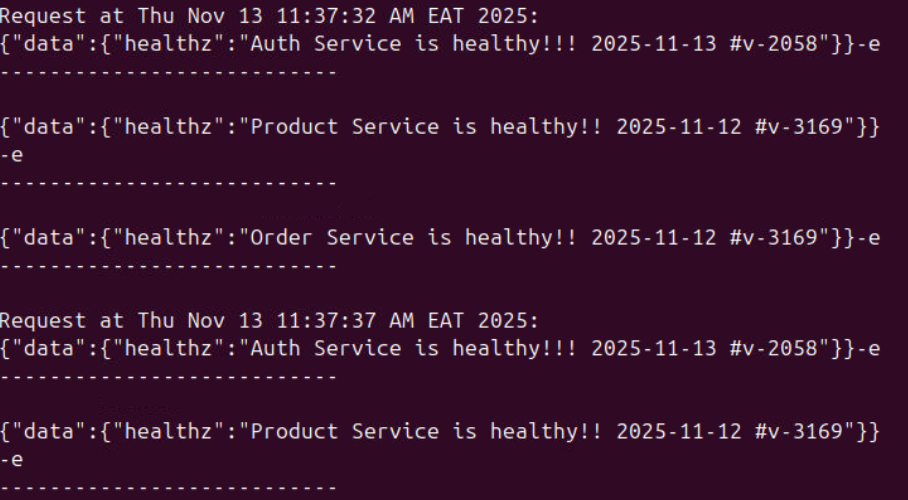 Request at Thu Nov 13 11:37:32 AM EAT 2025:
{"data":{"healthz":"Auth Service is healthy!!! 2025-11-13 #v-2058"}}-e
---------------------------
{"data":{"healthz":"Product Service is healthy!! 2025-11-12 #v-3169"}}
-e
---------------------------
{"data":{"healthz":"Order Service is healthy!! 2025-11-12 #v-3169"}}-e
---------------------------
Request at Thu Nov 13 11:37:37 AM EAT 2025:
{"data":{"healthz":"Auth Service is healthy!!! 2025-11-13 #v-2058"}}-e
---------------------------
{"data":{"healthz":"Product Service is healthy!! 2025-11-12 #v-3169"}}
-e
---------------------------